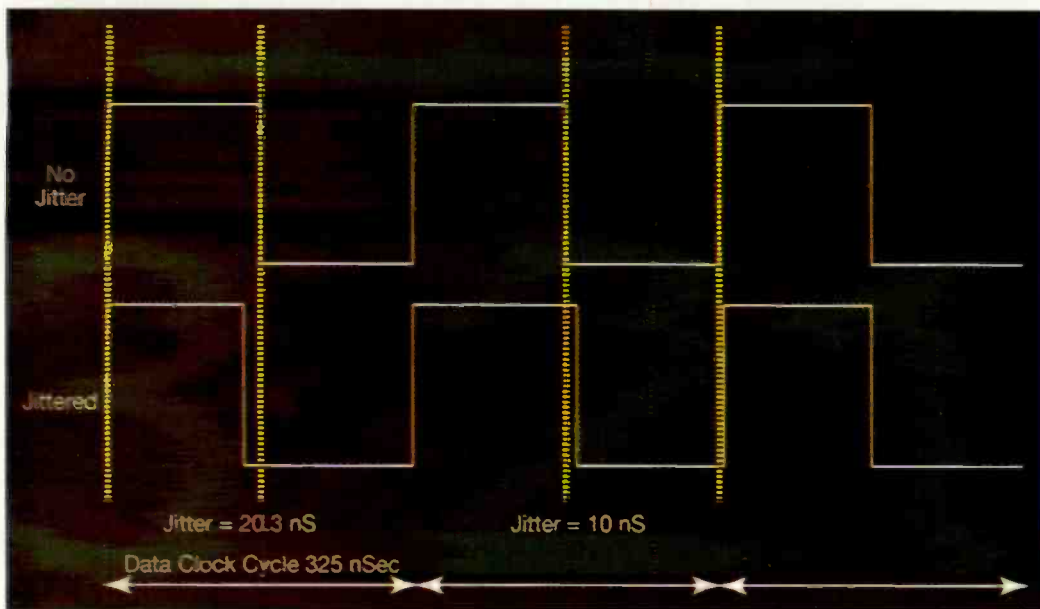 No
Jitter
Jittered
Jitter = 20.3 nS
Jitter = 10 nS
Data Clock Cycle 325 nSec